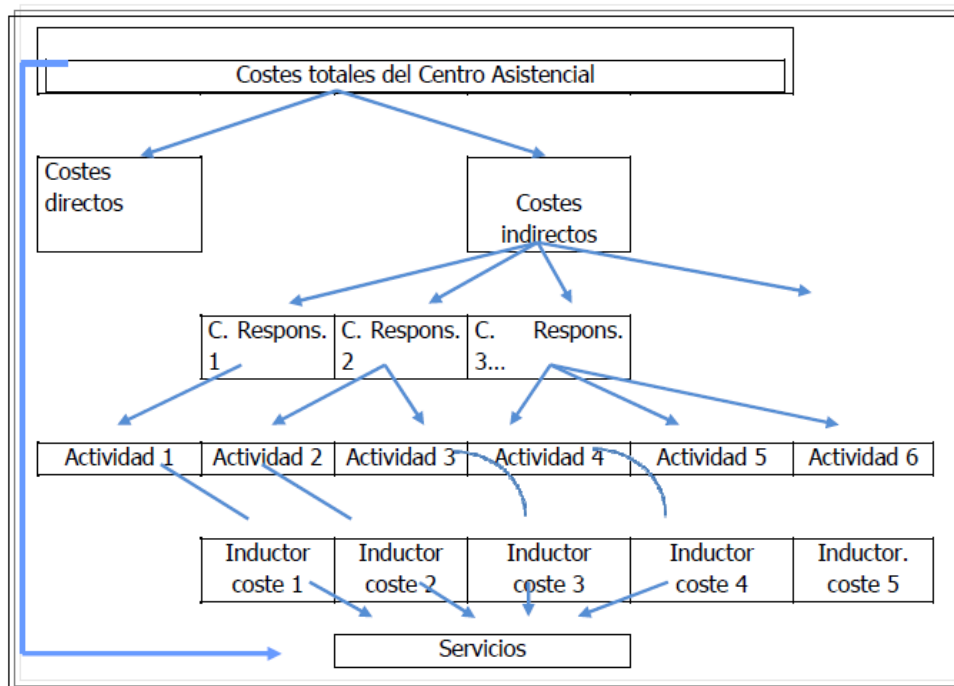 Costes totales del Centro Asistencial
Costes
directos
Costes
indirectos
C. Respons.
1
C. Respons.
2
C. Respons.
3...
Actividad 1
Actividad 2
Actividad 3
Actividad 4
Actividad 5
Actividad 6
Inductor
coste 1
Inductor
coste 2
Inductor
coste 3
Inductor
coste 4
Inductor.
coste 5
Servicios